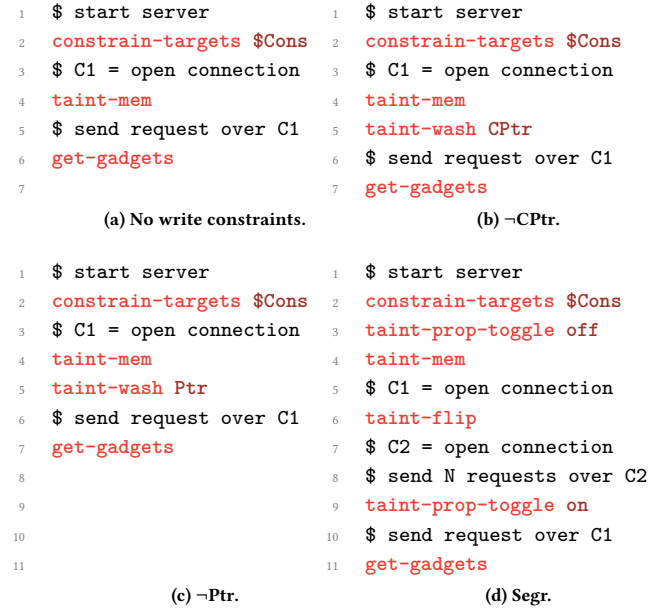 1 $ start server
2 constrain-targets $Cons
3 $ C1 = open connection
4 taint-mem
5 $ send request over C1
6 get-gadgets
7
(a) No write constraints.
1 $ start server
2 constrain-targets $Cons
3 $ C1 = open connection
4 taint-mem
5 taint-wash CPtr
6 $ send request over C1
7 get-gadgets
(b) ¬CPtr.
1 $ start server
2 constrain-targets $Cons
3 $ C1 = open connection
4 taint-mem
5 taint-wash Ptr
6 $ send request over C1
7 get-gadgets
8
9
10
11
(c) ¬Ptr.
1 $ start server
2 constrain-targets $Cons
3 taint-prop-toggle off
4 taint-mem
5 $ C1 = open connection
6 taint-flip
7 $ C2 = open connection
8 $ send N requests over C2
9 taint-prop-toggle on
10 $ send request over C1
11 get-gadgets
(d) Segr.